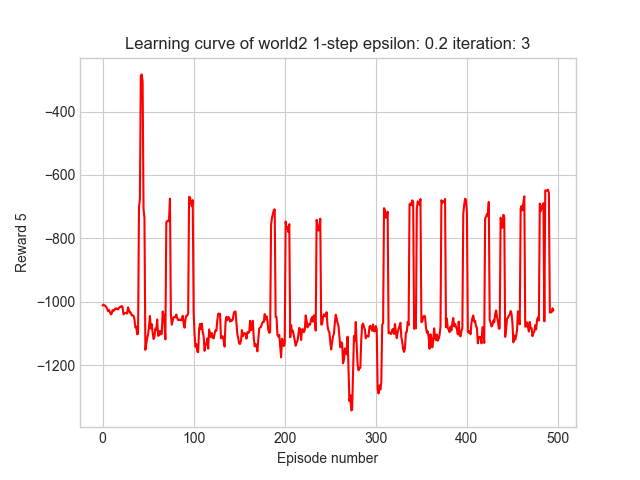 Learning curve of world2 1-step epsilon: 0.2 iteration: 3
−400
−600
−800
−1000
−1200
Reward 5
0 100 200 300 400 500
Episode number